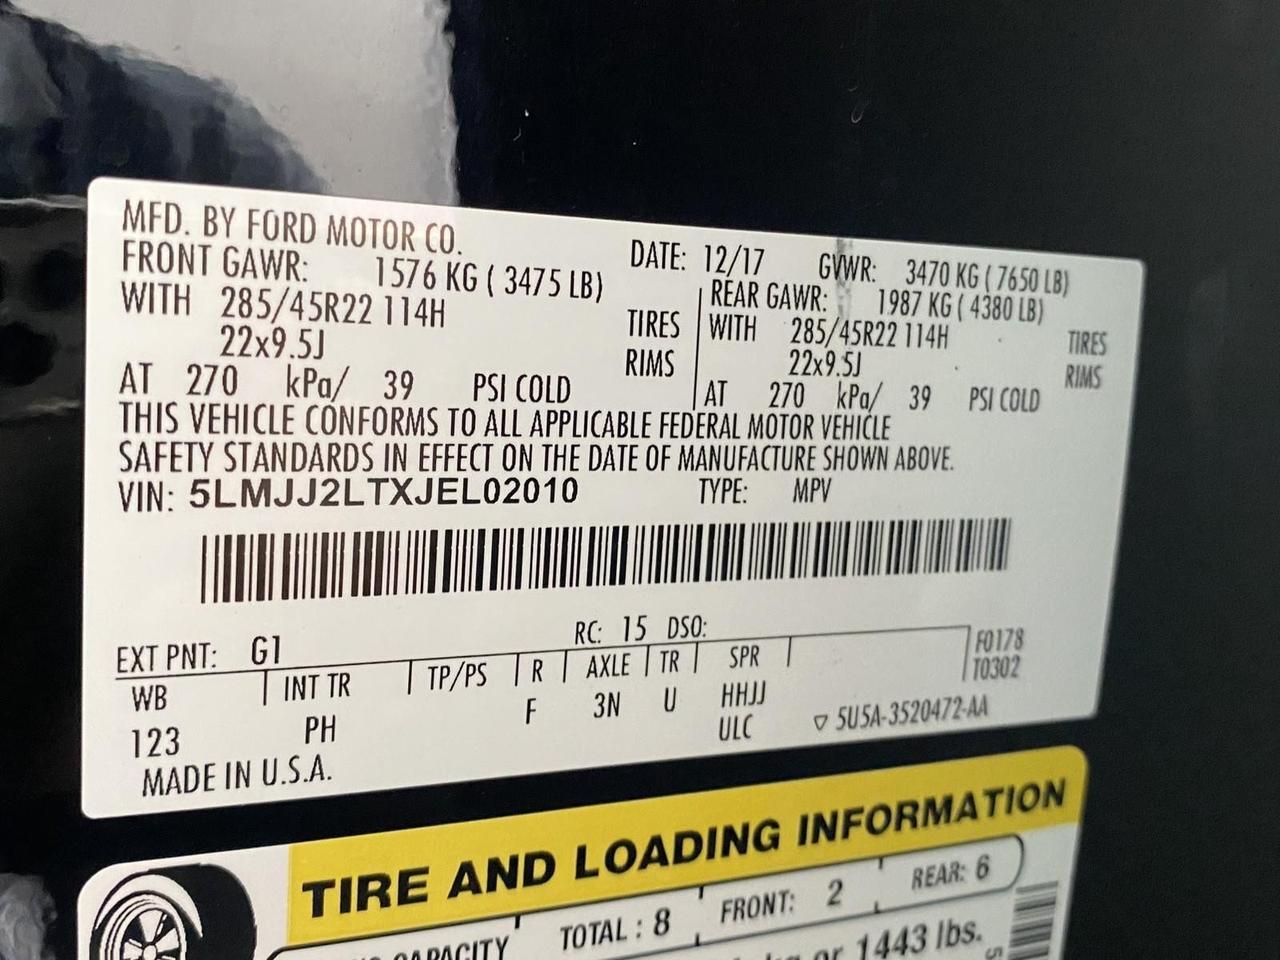 MFD. BY FORD MOTOR CO.
DATE: 12/17 GVWR: 3470 KG ( 7650 LB)
FRONT GAWR: 1576 KG ( 3475 LB)
REAR GAWR: 1987 KG ( 4380 LB)
WITH 285/45R22 114H TIRES
WITH 285/45R22 114H TIRES
22x9.5J RIMS
22x9.5J RIMS
AT 270 kPa/ 39 PSI COLD
AT 270 kPa/ 39 PSI COLD
THIS VEHICLE CONFORMS TO ALL APPLICABLE FEDERAL MOTOR VEHICLE
SAFETY STANDARDS IN EFFECT ON THE DATE OF MANUFACTURE SHOWN ABOVE.
VIN: 5LMJJ2LTXJEL02010 TYPE: MPV
EXT PNT: G1 RC: 15 DSO:
F0178
T0302
WB INT TR TP/PS R AXLE TR SPR
123 PH F 3N U HHJJ
ULC ▽ 5U5A-3520472-AA
MADE IN U.S.A.
TIRE AND LOADING INFORMATION
CAPACITY TOTAL : 8 FRONT: 2 REAR: 6
or 1443 lbs.